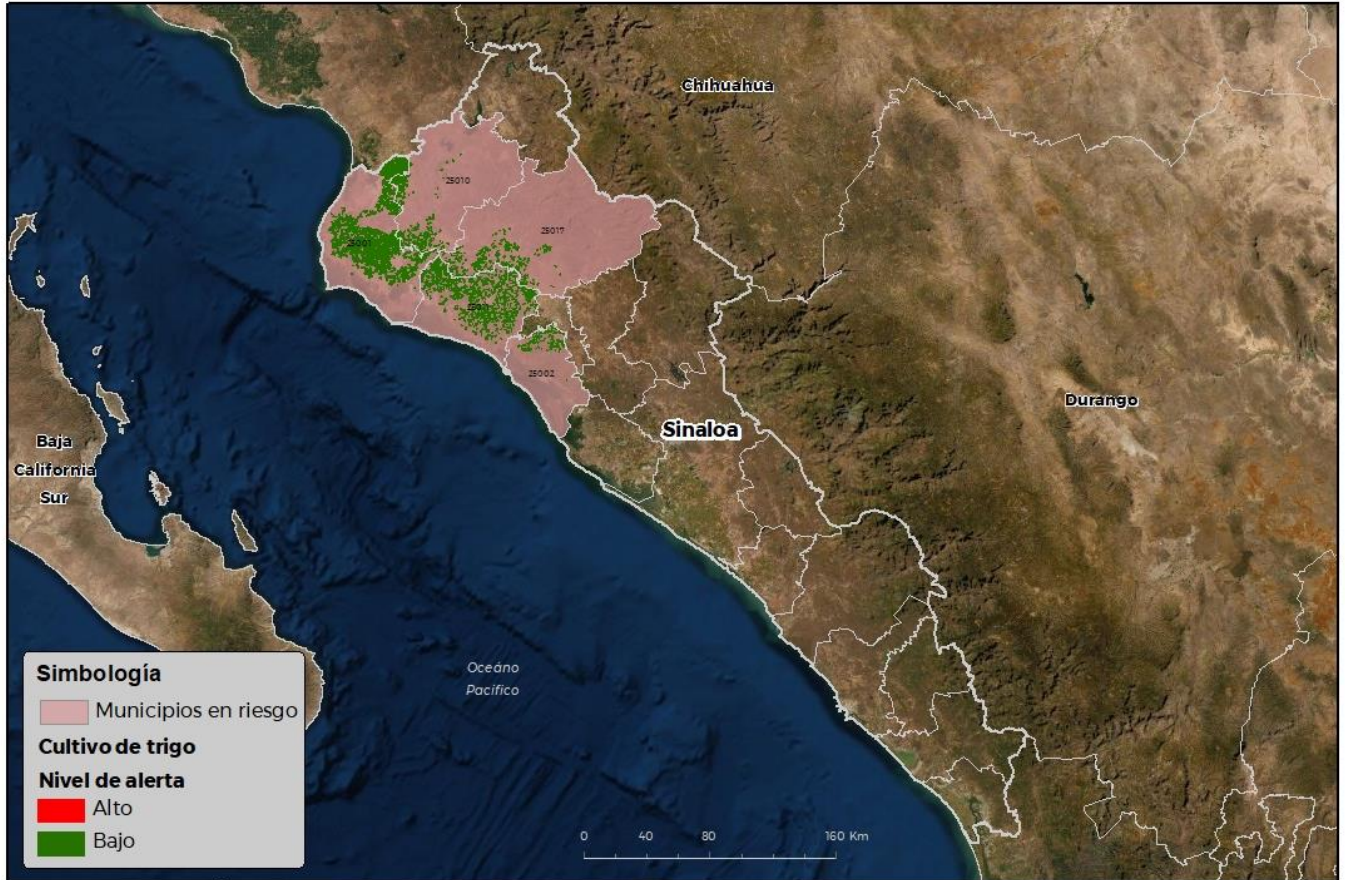 Chihuahua
25010
25017
25001
25002
Sinaloa
Durango
Baja
California
Sur
Oceáno
Pacifico
Simbología
Municipios en riesgo
Cultivo de trigo
Nivel de alerta
Alto
Bajo
0 40 80 160 Km